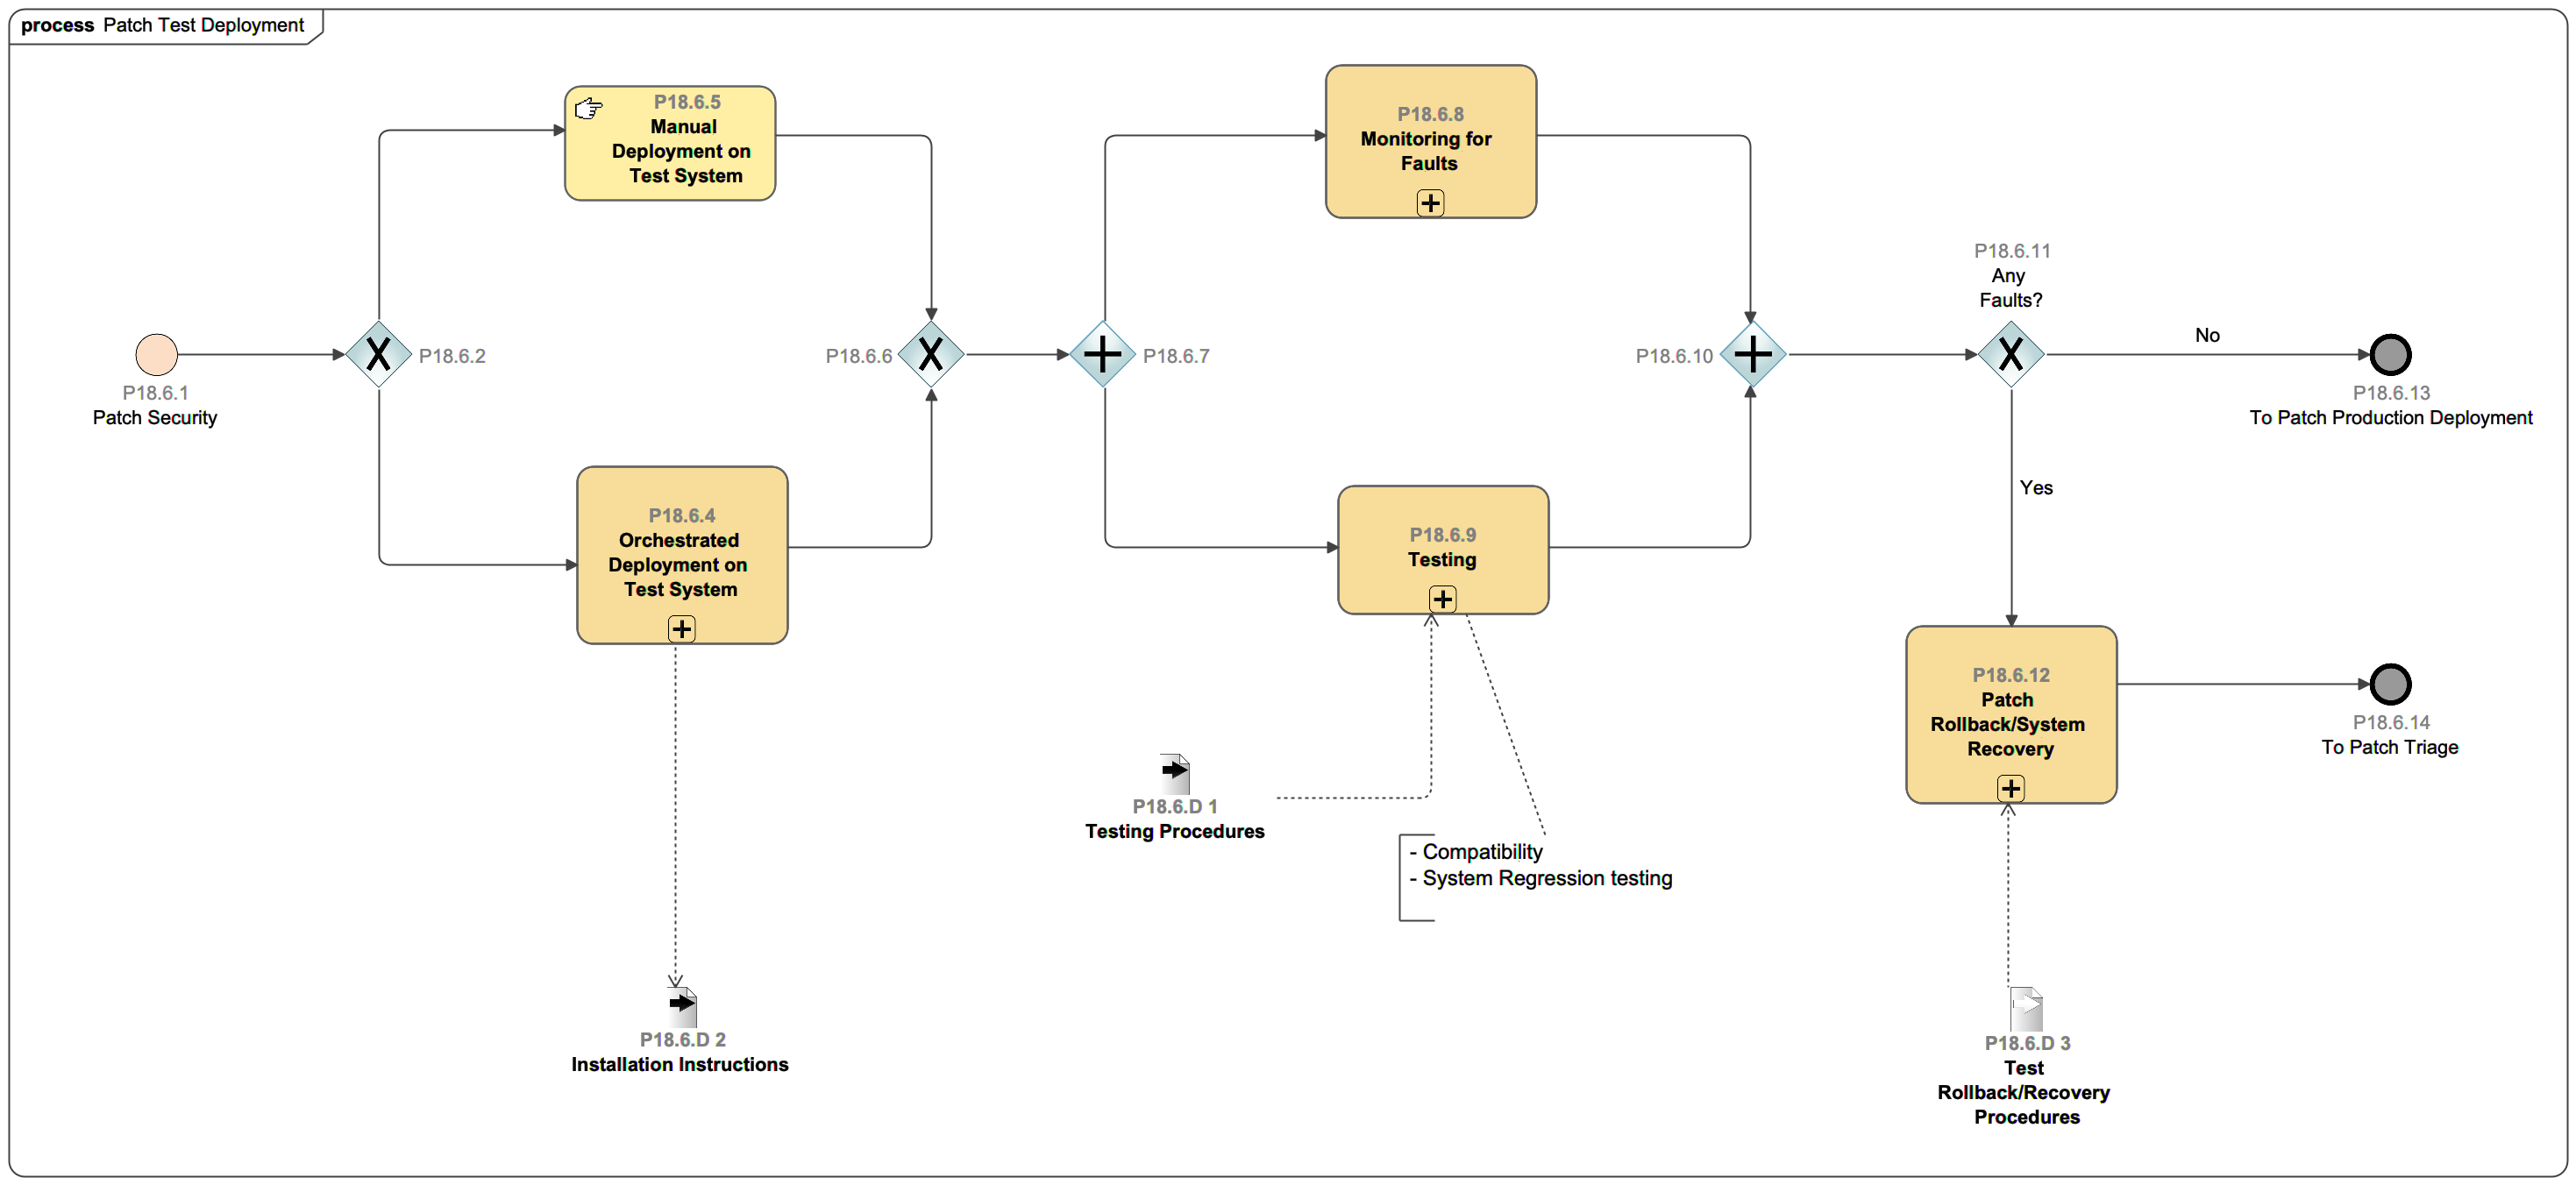 process Patch Test Deployment
P18.6.5
Manual
Deployment on
Test System
P18.6.8
Monitoring for
Faults
P18.6.11
Any
Faults?
No
P18.6.1
Patch Security
P18.6.2
P18.6.6
P18.6.7
P18.6.10
P18.6.13
To Patch Production Deployment
Yes
P18.6.4
Orchestrated
Deployment on
Test System
P18.6.9
Testing
P18.6.12
Patch
Rollback/System
Recovery
P18.6.14
To Patch Triage
P18.6.D 1
Testing Procedures
- Compatibility
- System Regression testing
P18.6.D 2
Installation Instructions
P18.6.D 3
Test
Rollback/Recovery
Procedures